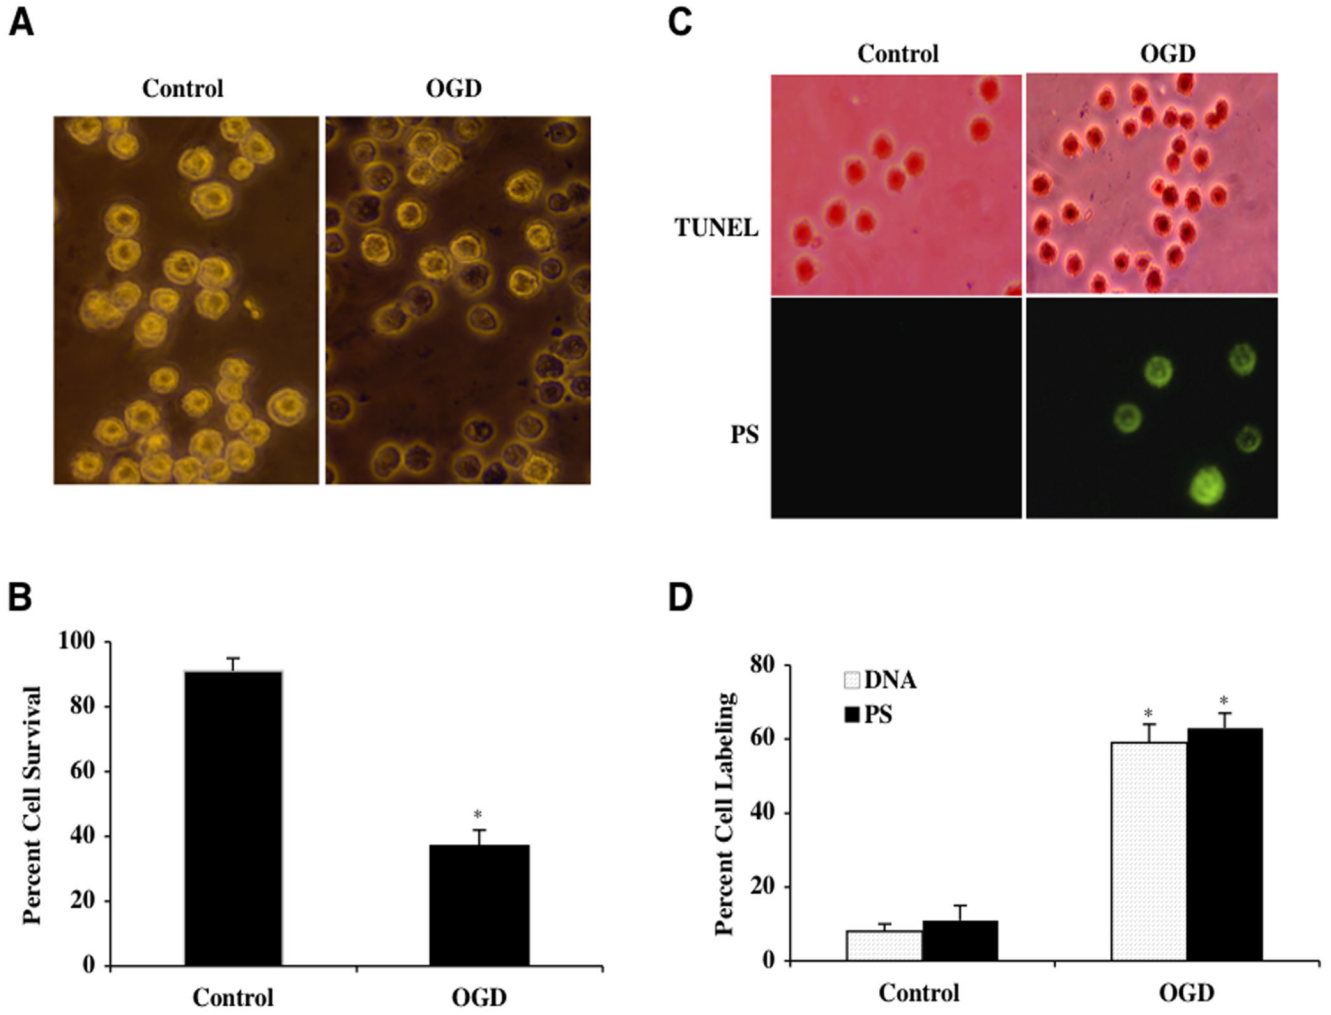 A
Control OGD
B
Percent Cell Survival
100
80
60
40
20
0
*
Control OGD
C
Control OGD
TUNEL
PS
D
Percent Cell Labeling
80
60
40
20
0
DNA
PS
* *
Control OGD